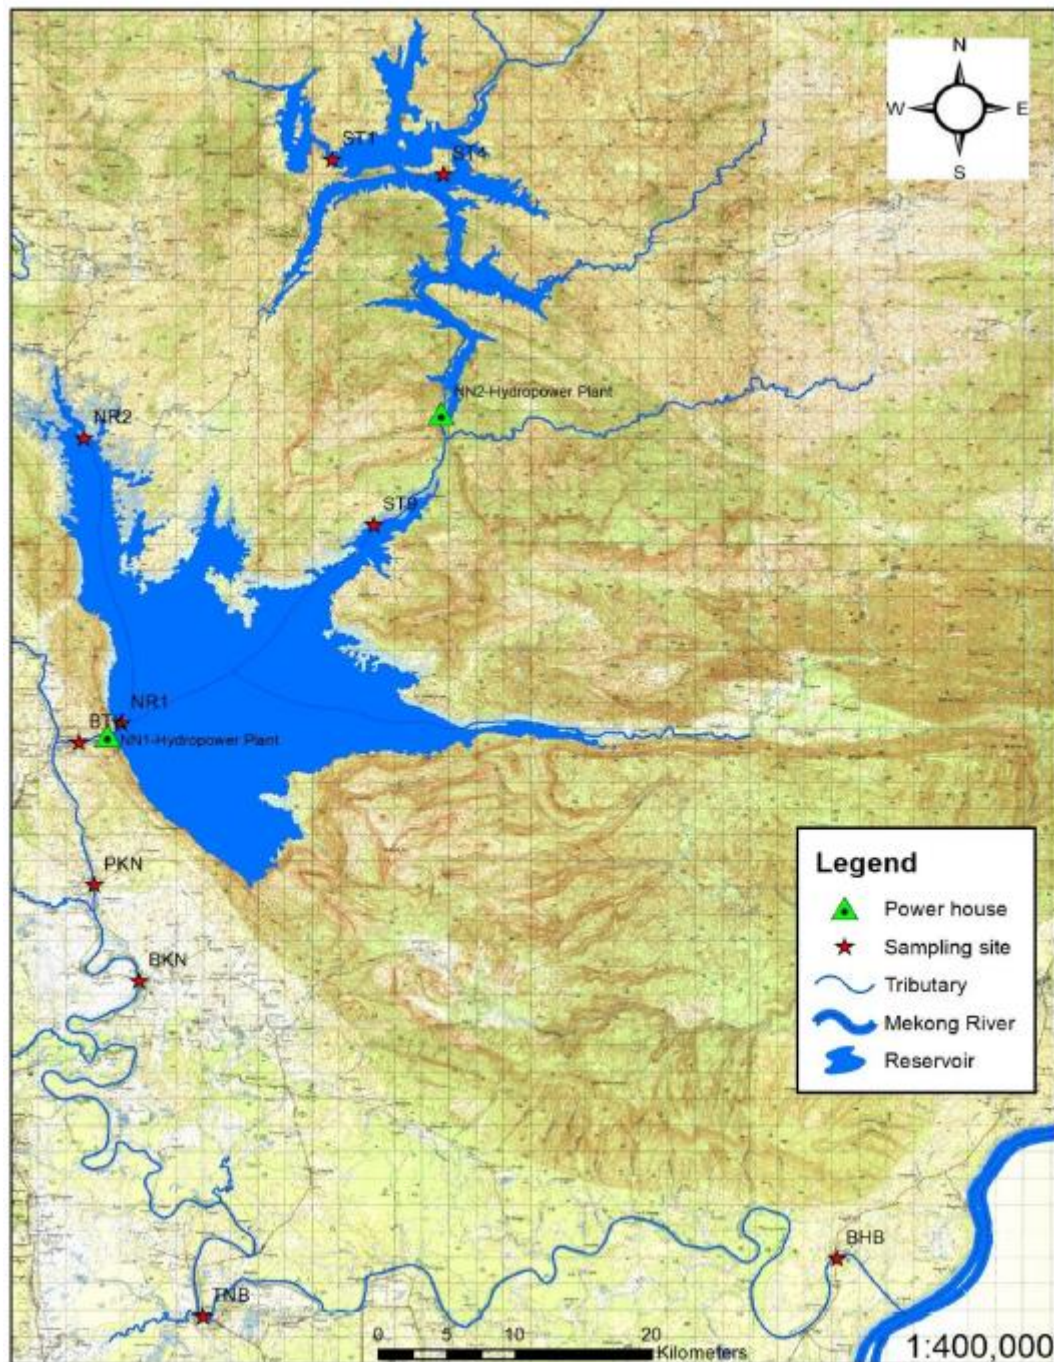 N
W E
S
ST1
ST4
NN2-Hydropower Plant
NR2
ST9
NR1
NN1-Hydropower Plant
PKN
Legend
Power house
Sampling site
BKN
Tributary
Mekong River
Reservoir
BHB
TNB
0 5 10 20
Kilometers
1:400,000